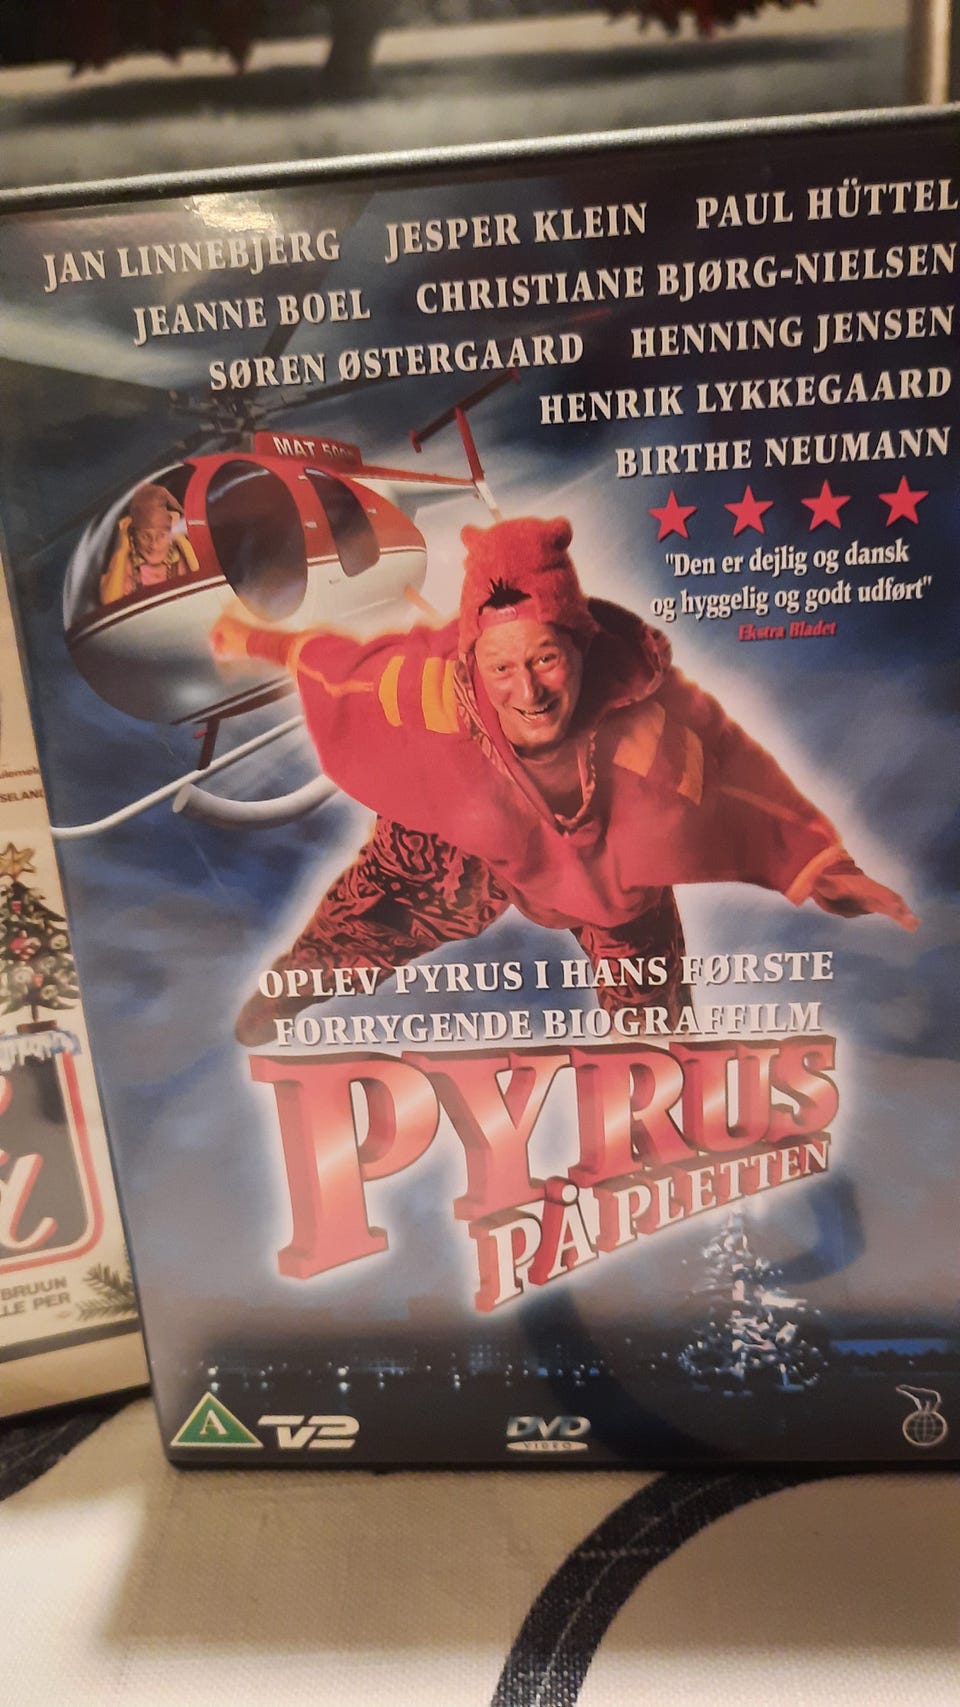 JAN LINNEBJERG JESPER KLEIN PAUL HÜTTEL
JEANNE BOEL CHRISTIANE BJØRG-NIELSEN
SØREN ØSTERGAARD HENNING JENSEN
HENRIK LYKKEGAARD
BIRTHE NEUMANN
MAT
"Den er dejlig og dansk
og hyggelig og godt udført"
Ekstra Bladet
OPLEV PYRUS I HANS FØRSTE
FORRYGENDE BIOGRAFFILM
PYRUS
PÅ PLETTEN
A TV2 DVD
VIDEO
BRUUN
LLE PER